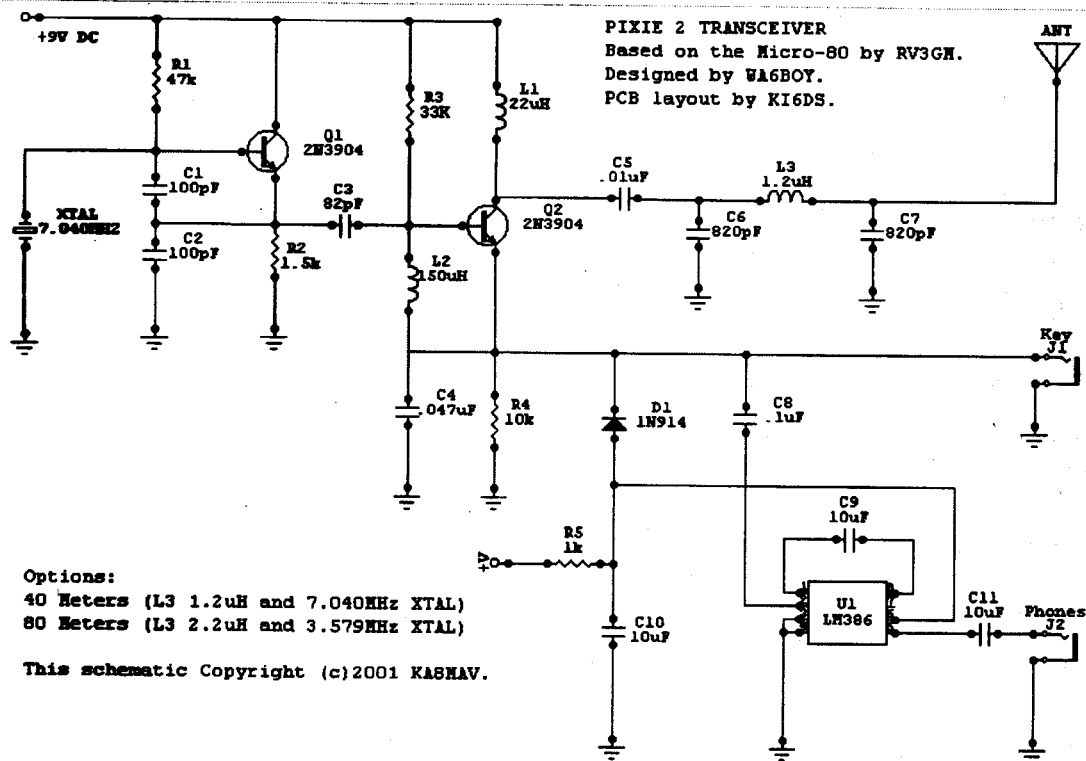 +9V DC
PIXIE 2 TRANSCEIVER
Based on the Micro-80 by RV3GM.
Designed by WA6BOY.
PCB layout by KI6DS.
ANT
R1
47k
R3
33K
L1
22uH
Q1
2N3904
C1
100pF
C3
82pF
Q2
2N3904
C5
.01uF
L3
1.2uH
XTAL
7.040MHZ
C2
100pF
R2
1.5k
L2
150uH
C6
820pF
C7
820pF
Key
J1
C4
.047uF
R4
10k
D1
1N914
C8
.1uF
C9
10uF
+V
R5
1k
U1
LM386
C11
10uF
Phones
J2
C10
10uF
Options:
40 Meters (L3 1.2uH and 7.040MHz XTAL)
80 Meters (L3 2.2uH and 3.579MHz XTAL)
This schematic Copyright (c)2001 KA8MAV.